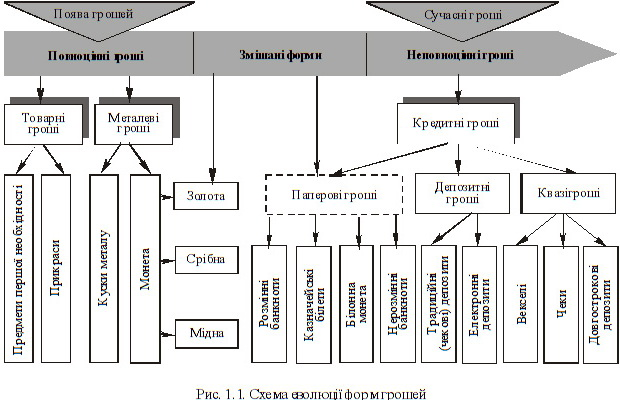 Поява грошей
Сучасні гроші
Повноцінні гроші
Змішані форми
Неповноцінні гроші
Товарні
гроші
Металеві
гроші
Кредитні гроші
Предмети першої необхідності
Прикраси
Куски металу
Монета
Золота
Срібна
Мідна
Паперові гроші
Депозитні
гроші
Квазігроші
Розмінні
банкноти
Казначейські
білети
Білонна
монета
Нерозмінні
банкноти
Традиційні
(чекові) депозити
Електронні
депозити
Векселі
Чеки
Довгострокові
депозити
Рис. 1.1. Схема еволюції форм грошей